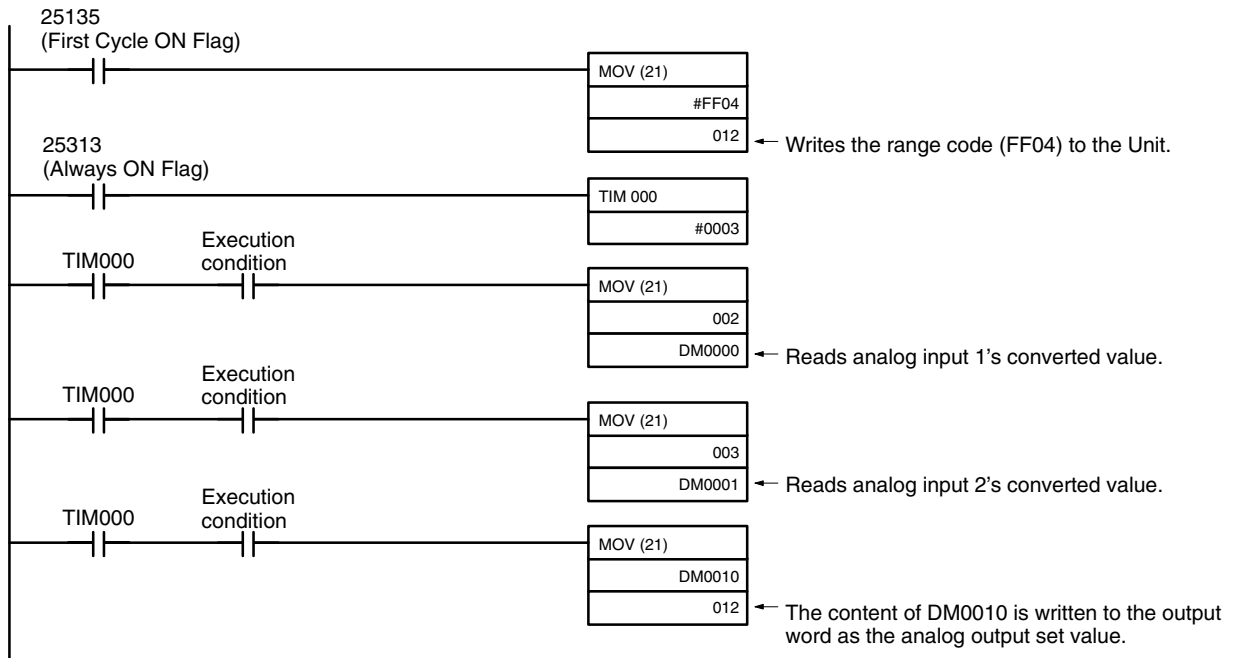 25135
(First Cycle ON Flag)
MOV (21)
#FF04
012
Writes the range code (FF04) to the Unit.
25313
(Always ON Flag)
TIM 000
#0003
TIM000
Execution
condition
MOV (21)
002
DM0000
Reads analog input 1's converted value.
TIM000
Execution
condition
MOV (21)
003
DM0001
Reads analog input 2's converted value.
TIM000
Execution
condition
MOV (21)
DM0010
012
The content of DM0010 is written to the output
word as the analog output set value.